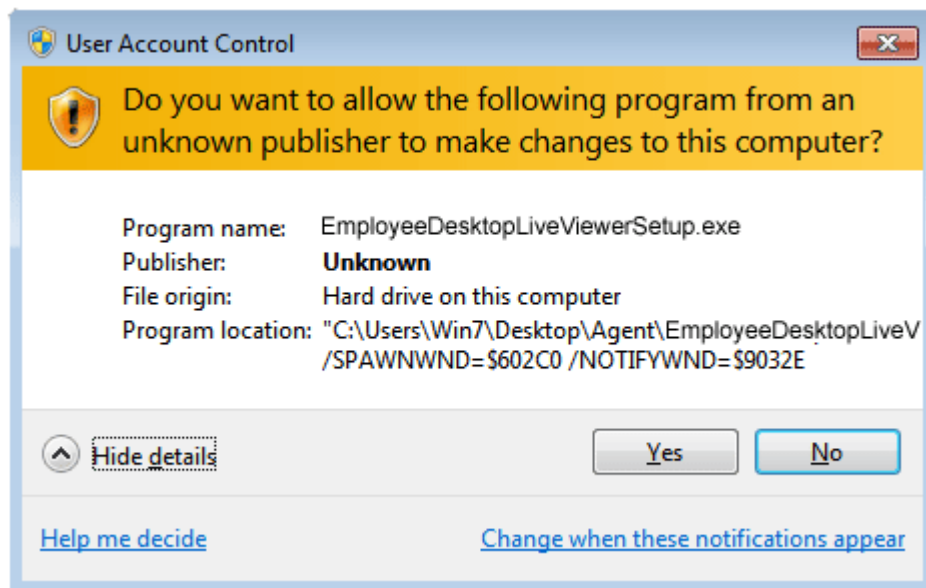 User Account Control
Do you want to allow the following program from an
unknown publisher to make changes to this computer?
Program name: EmployeeDesktopLiveViewerSetup.exe
Publisher: Unknown
File origin: Hard drive on this computer
Program location: "C:\Users\Win7\Desktop\Agent\EmployeeDesktopLiveV
/SPAWNWND=$602C0 /NOTIFYWND=$9032E
Hide details
Yes
No
Help me decide
Change when these notifications appear